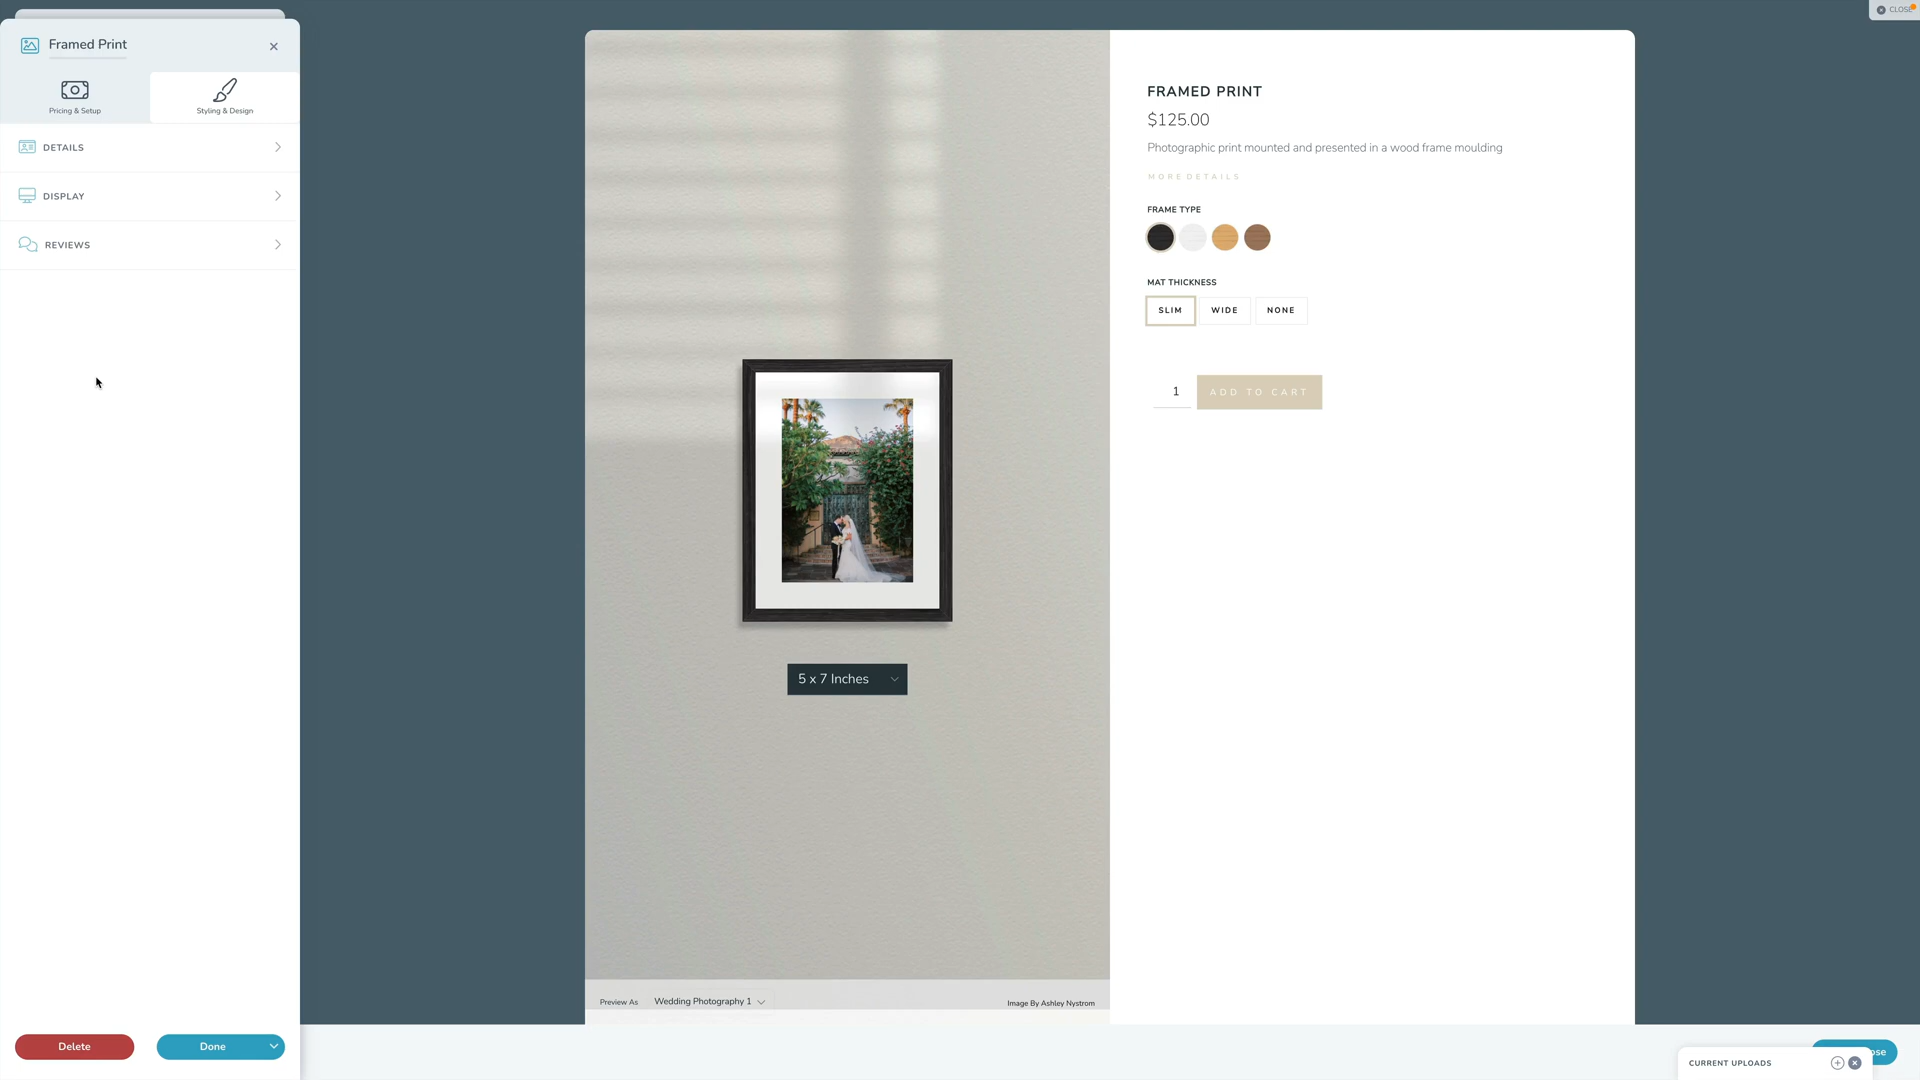 CLOSE
Framed Print
Pricing & Setup
Styling & Design
DETAILS
DISPLAY
REVIEWS
Delete
Done
5 x 7 Inches
Preview As
Wedding Photography 1
Image By Ashley Nystrom
FRAMED PRINT
$125.00
Photographic print mounted and presented in a wood frame moulding
MORE DETAILS
FRAME TYPE
MAT THICKNESS
SLIM WIDE NONE
1
ADD TO CART
CURRENT UPLOADS